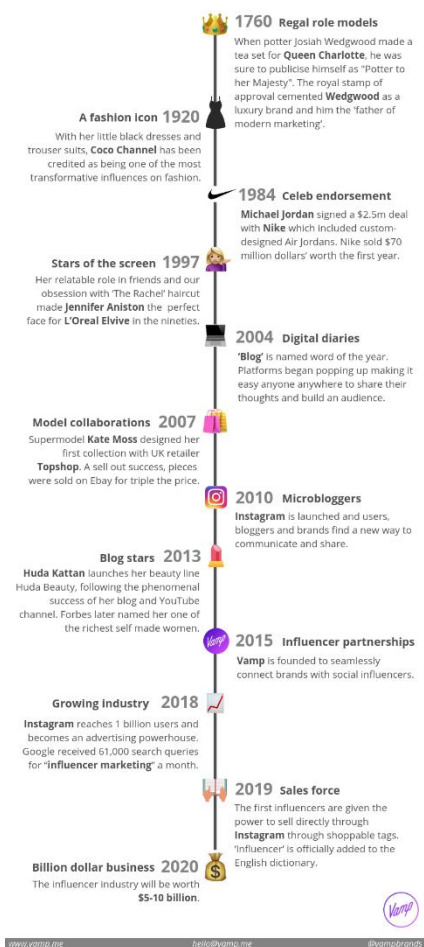 1760 Regal role models
When potter Josiah Wedgwood made a
tea set for Queen Charlotte, he was
sure to publicise himself as "Potter to
her Majesty". The royal stamp of
approval cemented Wedgwood as a
luxury brand and him the 'father of
modern marketing'.
A fashion icon 1920
With her little black dresses and
trouser suits, Coco Channel has been
credited as being one of the most
transformative influences on fashion.
1984 Celeb endorsement
Michael Jordan signed a $2.5m deal
with Nike which included custom-
designed Air Jordans. Nike sold $70
million dollars' worth the first year.
Stars of the screen 1997
Her relatable role in friends and our
obsession with 'The Rachel' haircut
made Jennifer Aniston the perfect
face for L'Oreal Elvive in the nineties.
2004 Digital diaries
'Blog' is named word of the year.
Platforms began popping up making it
easy anyone anywhere to share their
thoughts and build an audience.
Model collaborations 2007
Supermodel Kate Moss designed her
first collection with UK retailer
Topshop. A sell out success, pieces
were sold on Ebay for triple the price.
2010 Microbloggers
Instagram is launched and users,
bloggers and brands find a new way to
communicate and share.
Blog stars 2013
Huda Kattan launches her beauty line
Huda Beauty, following the phenomenal
success of her blog and YouTube
channel. Forbes later named her one of
the richest self made women.
Vamp
2015 Influencer partnerships
Vamp is founded to seamlessly
connect brands with social influencers.
Growing industry 2018
Instagram reaches 1 billion users and
becomes an advertising powerhouse.
Google received 61,000 search queries
for "influencer marketing" a month.
2019 Sales force
The first influencers are given the
power to sell directly through
Instagram through shoppable tags.
'Influencer' is officially added to the
English dictionary.
Billion dollar business 2020
The influencer industry will be worth
$5-10 billion.
Vamp
www.vamp.me hello@vamp.me @vampbrands